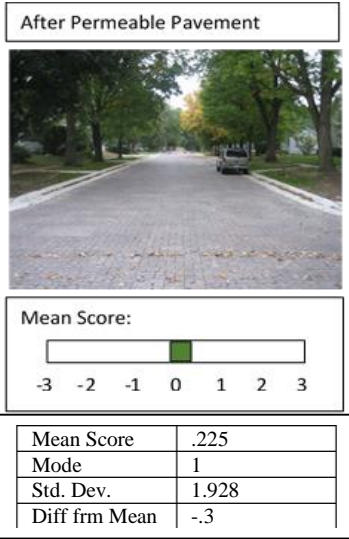 After Permeable Pavement
Mean Score:
-3 -2 -1 0 1 2 3
Mean Score .225
Mode 1
Std. Dev. 1.928
Diff frm Mean -.3